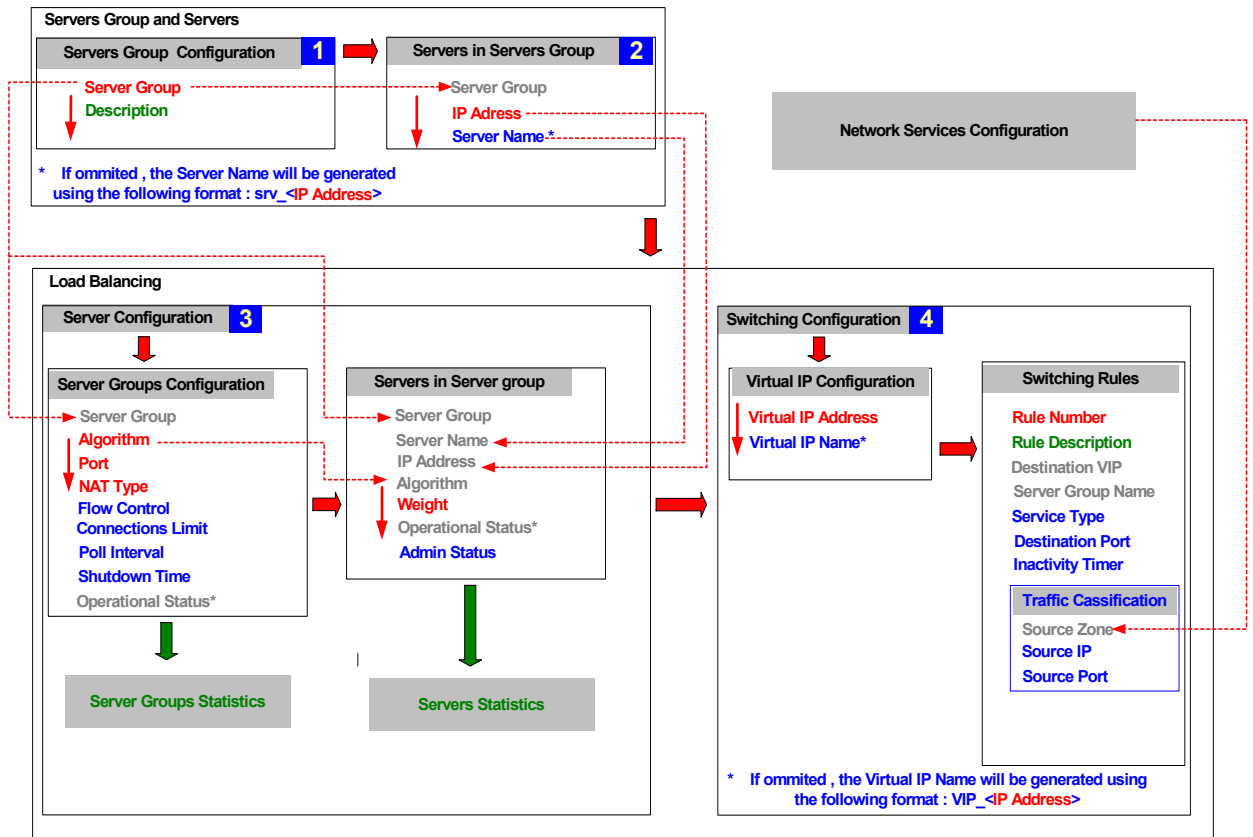 Servers Group and Servers
Servers Group Configuration
1
Server Group
Description
Servers in Servers Group
2
Server Group
IP Adress
Server Name *
* If ommited , the Server Name will be generated
using the following format : srv_<IP Address>
Network Services Configuration
Load Balancing
Server Configuration
3
Server Groups Configuration
Server Group
Algorithm
Port
NAT Type
Flow Control
Connections Limit
Poll Interval
Shutdown Time
Operational Status*
Server Groups Statistics
Servers in Server group
Server Group
Server Name
IP Address
Algorithm
Weight
Operational Status*
Admin Status
Servers Statistics
Switching Configuration
4
Virtual IP Configuration
Virtual IP Address
Virtual IP Name*
Switching Rules
Rule Number
Rule Description
Destination VIP
Server Group Name
Service Type
Destination Port
Inactivity Timer
Traffic Cassification
Source Zone
Source IP
Source Port
* If ommited , the Virtual IP Name will be generated using
the following format : VIP_<IP Address>